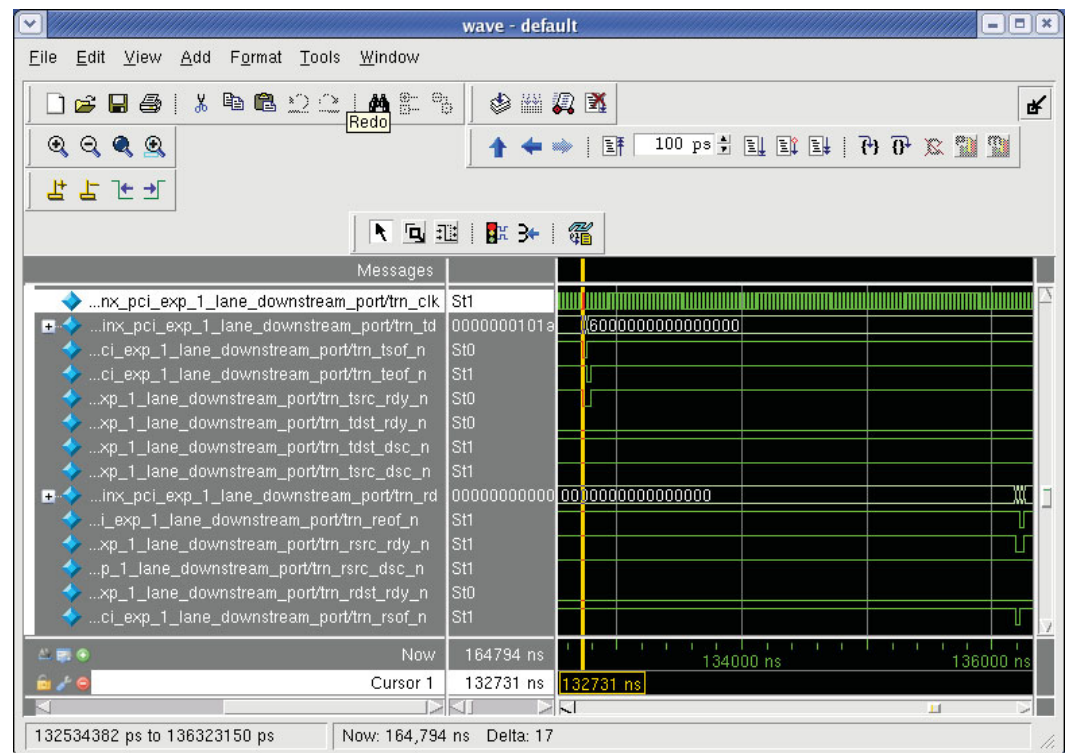 wave - default
File Edit View Add Format Tools Window
Redo
100 ps
Messages
...nx_pci_exp_1_lane_downstream_port/trn_clk St1
...inx_pci_exp_1_lane_downstream_port/trn_td 0000000101a (6000000000000000
...ci_exp_1_lane_downstream_port/trn_tsof_n St0
...ci_exp_1_lane_downstream_port/trn_teof_n St1
...xp_1_lane_downstream_port/trn_tsrc_rdy_n St1
...xp_1_lane_downstream_port/trn_tdst_rdy_n St0
...xp_1_lane_downstream_port/trn_tdst_dsc_n St1
...xp_1_lane_downstream_port/trn_tsrc_dsc_n St1
...inx_pci_exp_1_lane_downstream_port/trn_rd 00000000000 0000000000000000
...i_exp_1_lane_downstream_port/trn_reof_n St1
...xp_1_lane_downstream_port/trn_rsrc_rdy_n St1
...p_1_lane_downstream_port/trn_rsrc_dsc_n St1
...xp_1_lane_downstream_port/trn_rdst_rdy_n St0
...ci_exp_1_lane_downstream_port/trn_rsof_n St1
Now 164794 ns 134000 ns 136000 ns
Cursor 1 132731 ns 132731 ns
132534382 ps to 136323150 ps Now: 164,794 ns Delta: 17